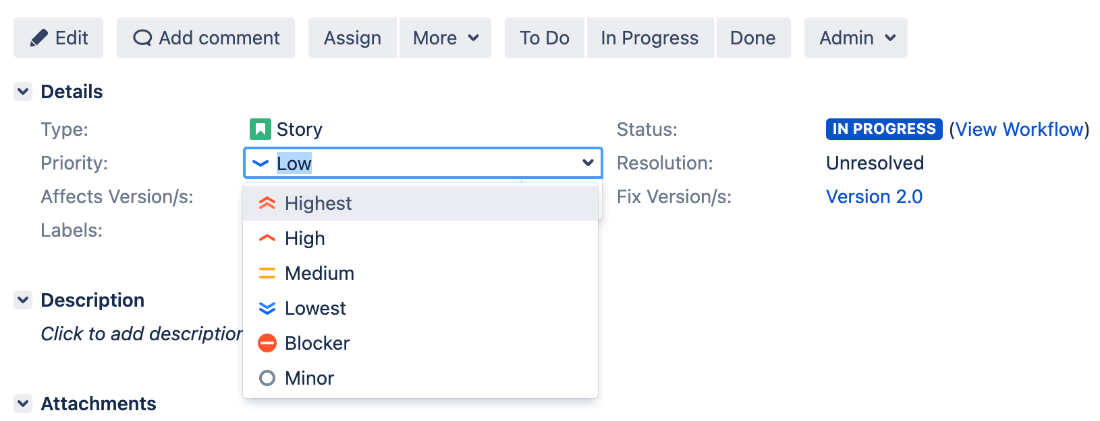 Edit Add comment Assign More To Do In Progress Done Admin
Details
Type: Story Status: IN PROGRESS (View Workflow)
Priority: Low Resolution: Unresolved
Affects Version/s: Fix Version/s: Version 2.0
Highest
Labels:
High
Medium
Description
Lowest
Click to add description
Blocker
Minor
Attachments